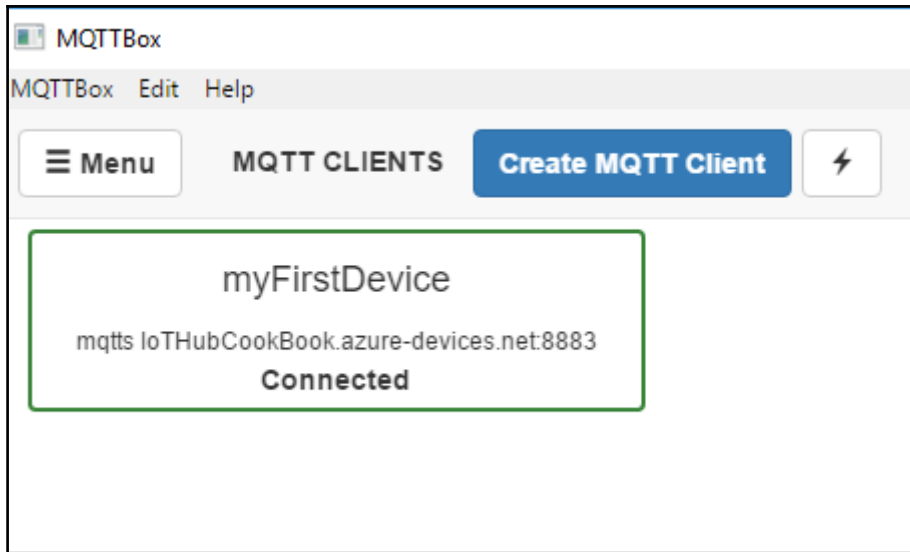 MQTTBox
MQTTBox Edit Help
Menu MQTT CLIENTS Create MQTT Client
myFirstDevice
mqtts IoTHubCookBook.azure-devices.net:8883
Connected